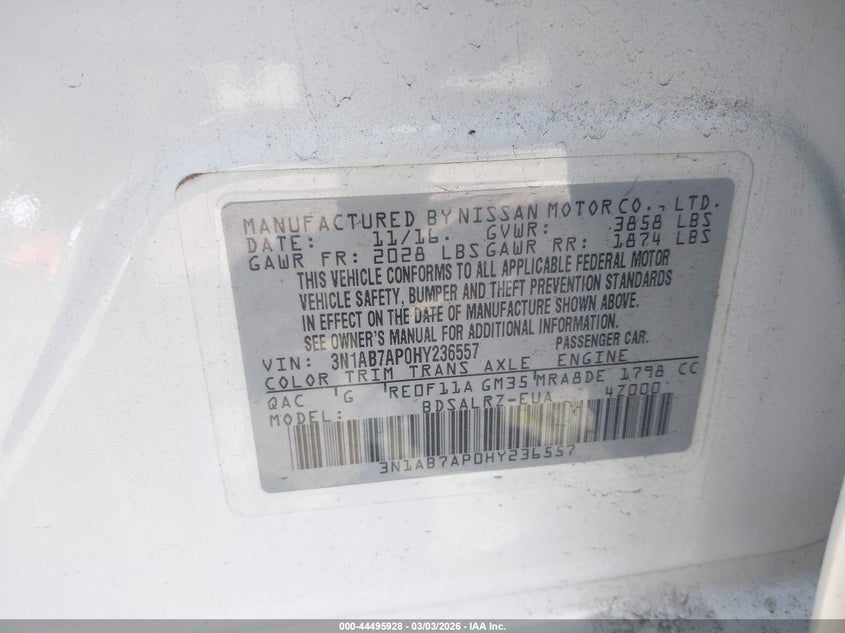 MANUFACTURED BY NISSAN MOTOR CO., LTD.
DATE: 11/16. GVWR: 3858 LBS
GAWR FR: 2028 LBS GAWR RR: 1874 LBS
THIS VEHICLE CONFORMS TO ALL APPLICABLE FEDERAL MOTOR
VEHICLE SAFETY, BUMPER AND THEFT PREVENTION STANDARDS
IN EFFECT ON THE DATE OF MANUFACTURE SHOWN ABOVE.
SEE OWNER'S MANUAL FOR ADDITIONAL INFORMATION.
VIN: 3N1AB7AP0HY236557 PASSENGER CAR.
COLOR TRIM TRANS AXLE ENGINE
QAC G RE0F11A GM35 MRA8DE 1798 CC
MODEL: BDSALRZ-EUA 4Z000
3N1AB7AP0HY236557
000-44495928 - 03/03/2026 - IAA Inc.